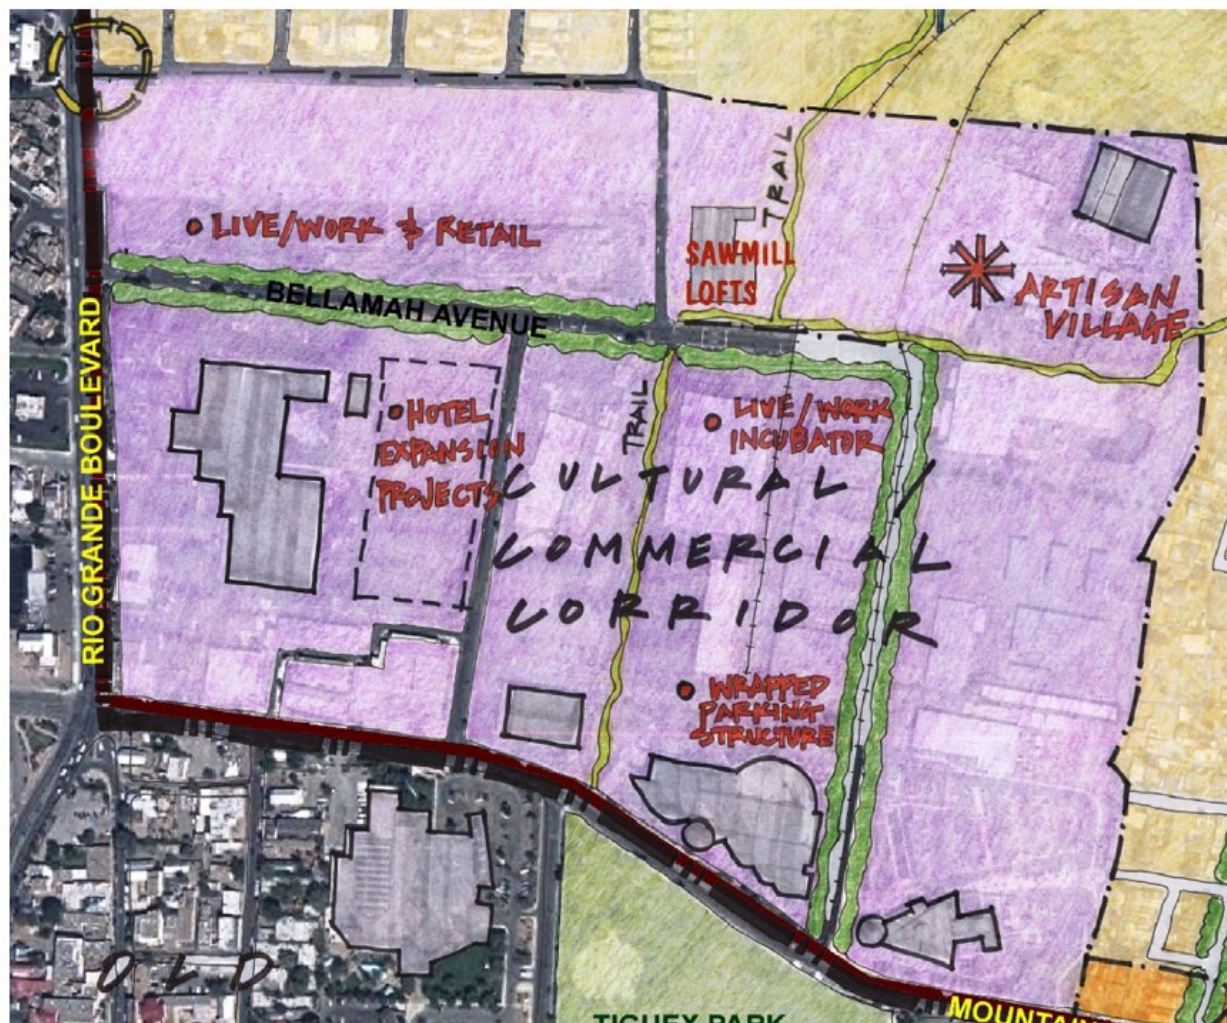 TRAIL
LIVE/WORK & RETAIL
SAWMILL
LOFTS
ARTISAN
VILLAGE
BELLAMAH AVENUE
RIO GRANDE BOULEVARD
HOTEL
EXPANSION
PROJECTS
TRAIL
LIVE/WORK
INCUBATOR
CULTURAL /
COMMERCIAL
CORRIDOR
WRAPPED
PARKING
STRUCTURE
OLD
TIGUEX PARK
MOUNTAIN